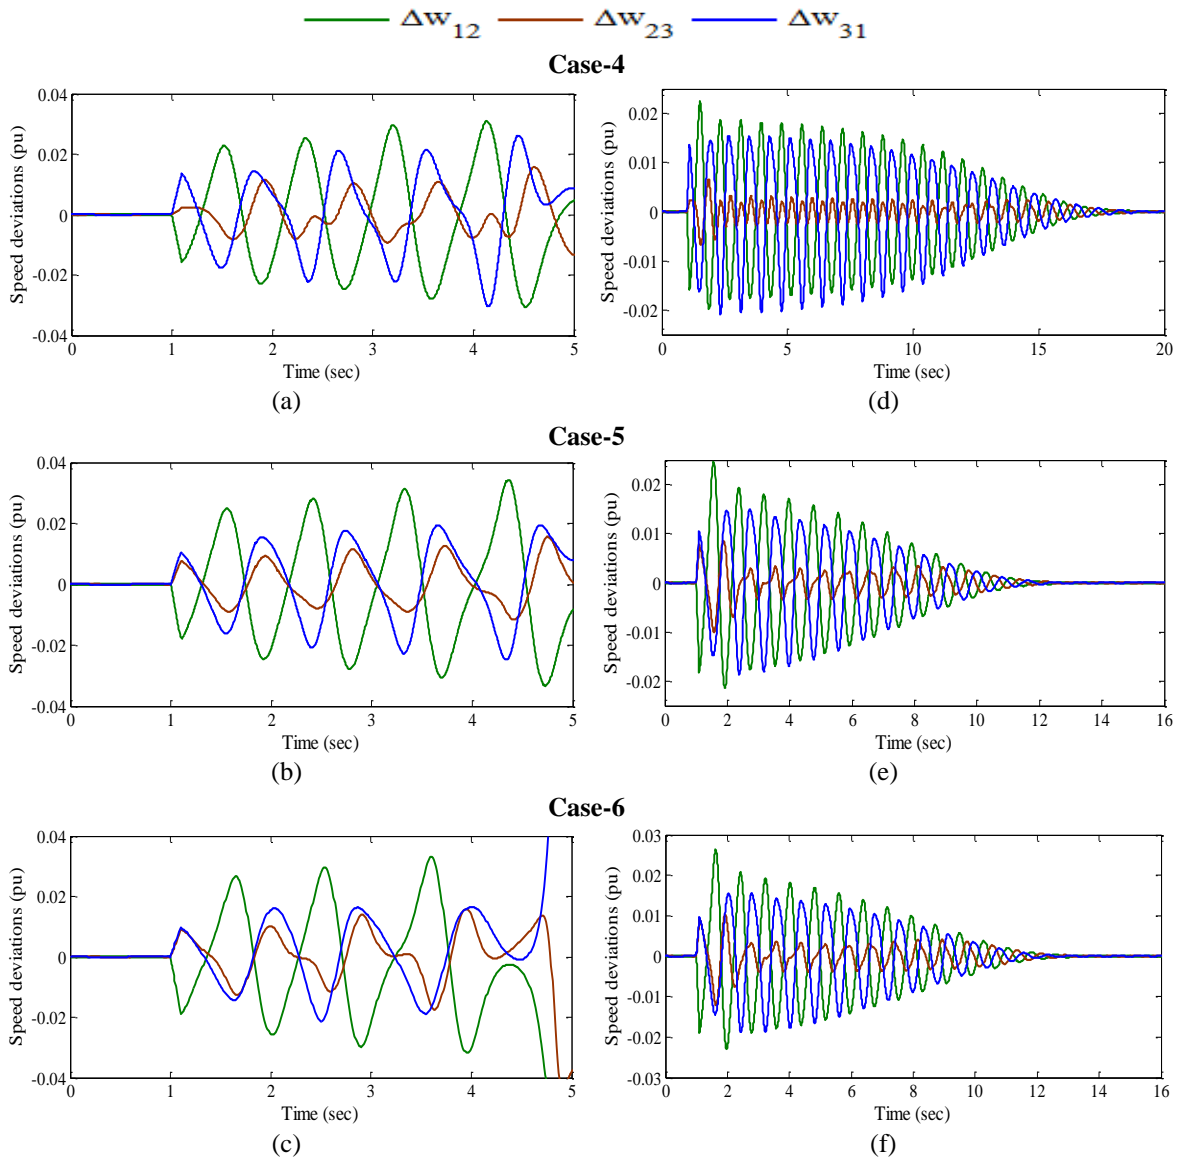 Δw12 Δw23 Δw31
Case-4
Speed deviations (pu)
0.04
0.02
0
-0.02
-0.04
0 1 2 3 4 5
Time (sec)
(a)
Speed deviations (pu)
0.02
0.01
0
-0.01
-0.02
0 5 10 15 20
Time (sec)
(d)
Case-5
Speed deviations (pu)
0.04
0.02
0
-0.02
-0.04
0 1 2 3 4 5
Time (sec)
(b)
Speed deviations (pu)
0.02
0.01
0
-0.01
-0.02
0 2 4 6 8 10 12 14 16
Time (sec)
(e)
Case-6
Speed deviations (pu)
0.04
0.02
0
-0.02
-0.04
0 1 2 3 4 5
Time (sec)
(c)
Speed deviations (pu)
0.03
0.02
0.01
0
-0.01
-0.02
-0.03
0 2 4 6 8 10 12 14 16
Time (sec)
(f)